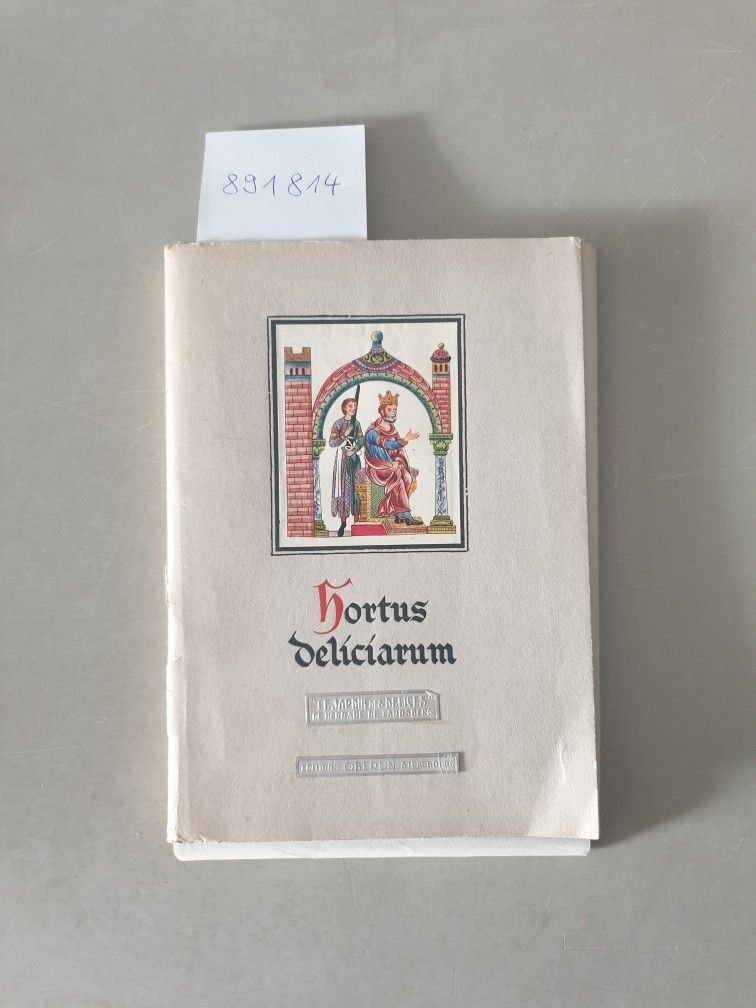 891814
Hortus
deliciarum
"LE JARDIN DES DELICES"
DE HERRADE DE LANDSBERG
EDITIONS OBERLIN STRASBOURG